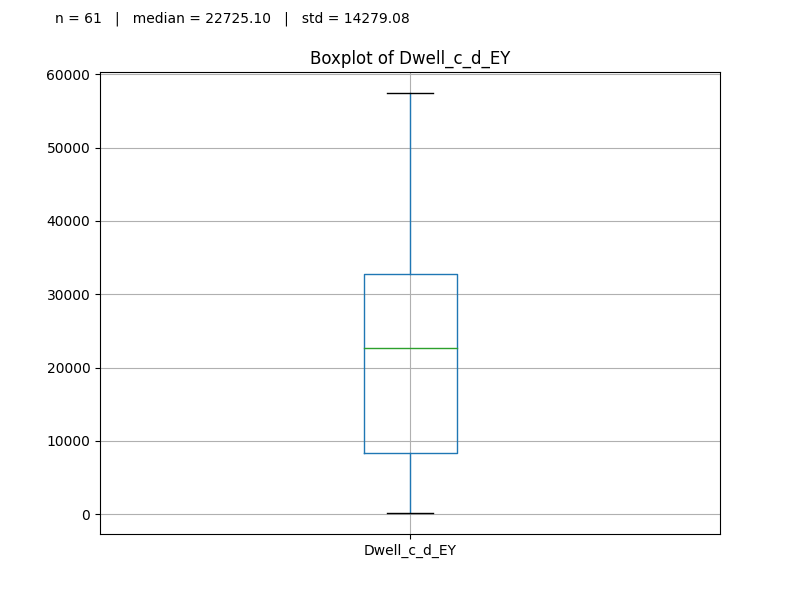 n = 61   |   median = 22725.10   |   std = 14279.08
Boxplot of Dwell_c_d_EY
60000
50000
40000
30000
20000
10000
0
Dwell_c_d_EY